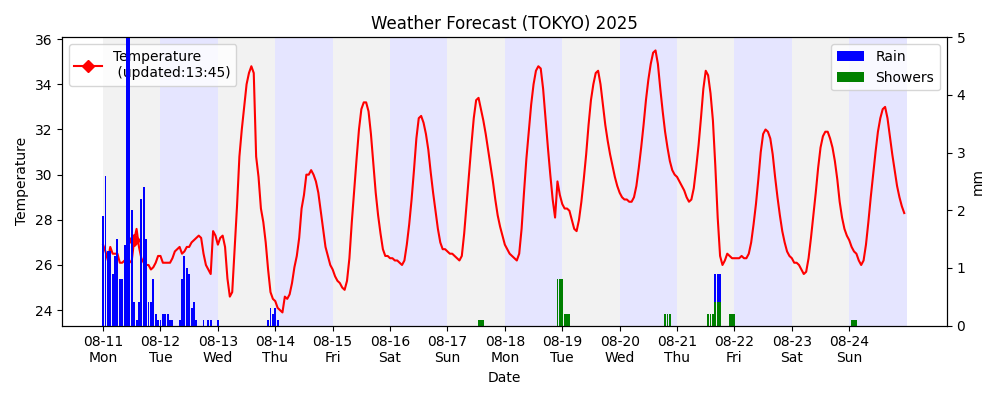 Weather Forecast (TOKYO) 2025
Temperature
(updated:13:45)
Rain
Showers
Temperature
36
34
32
30
28
26
24
5
4
3
2
1
0
mm
08-11 08-12 08-13 08-14 08-15 08-16 08-17 08-18 08-19 08-20 08-21 08-22 08-23 08-24
Mon Tue Wed Thu Fri Sat Sun Mon Tue Wed Thu Fri Sat Sun
Date